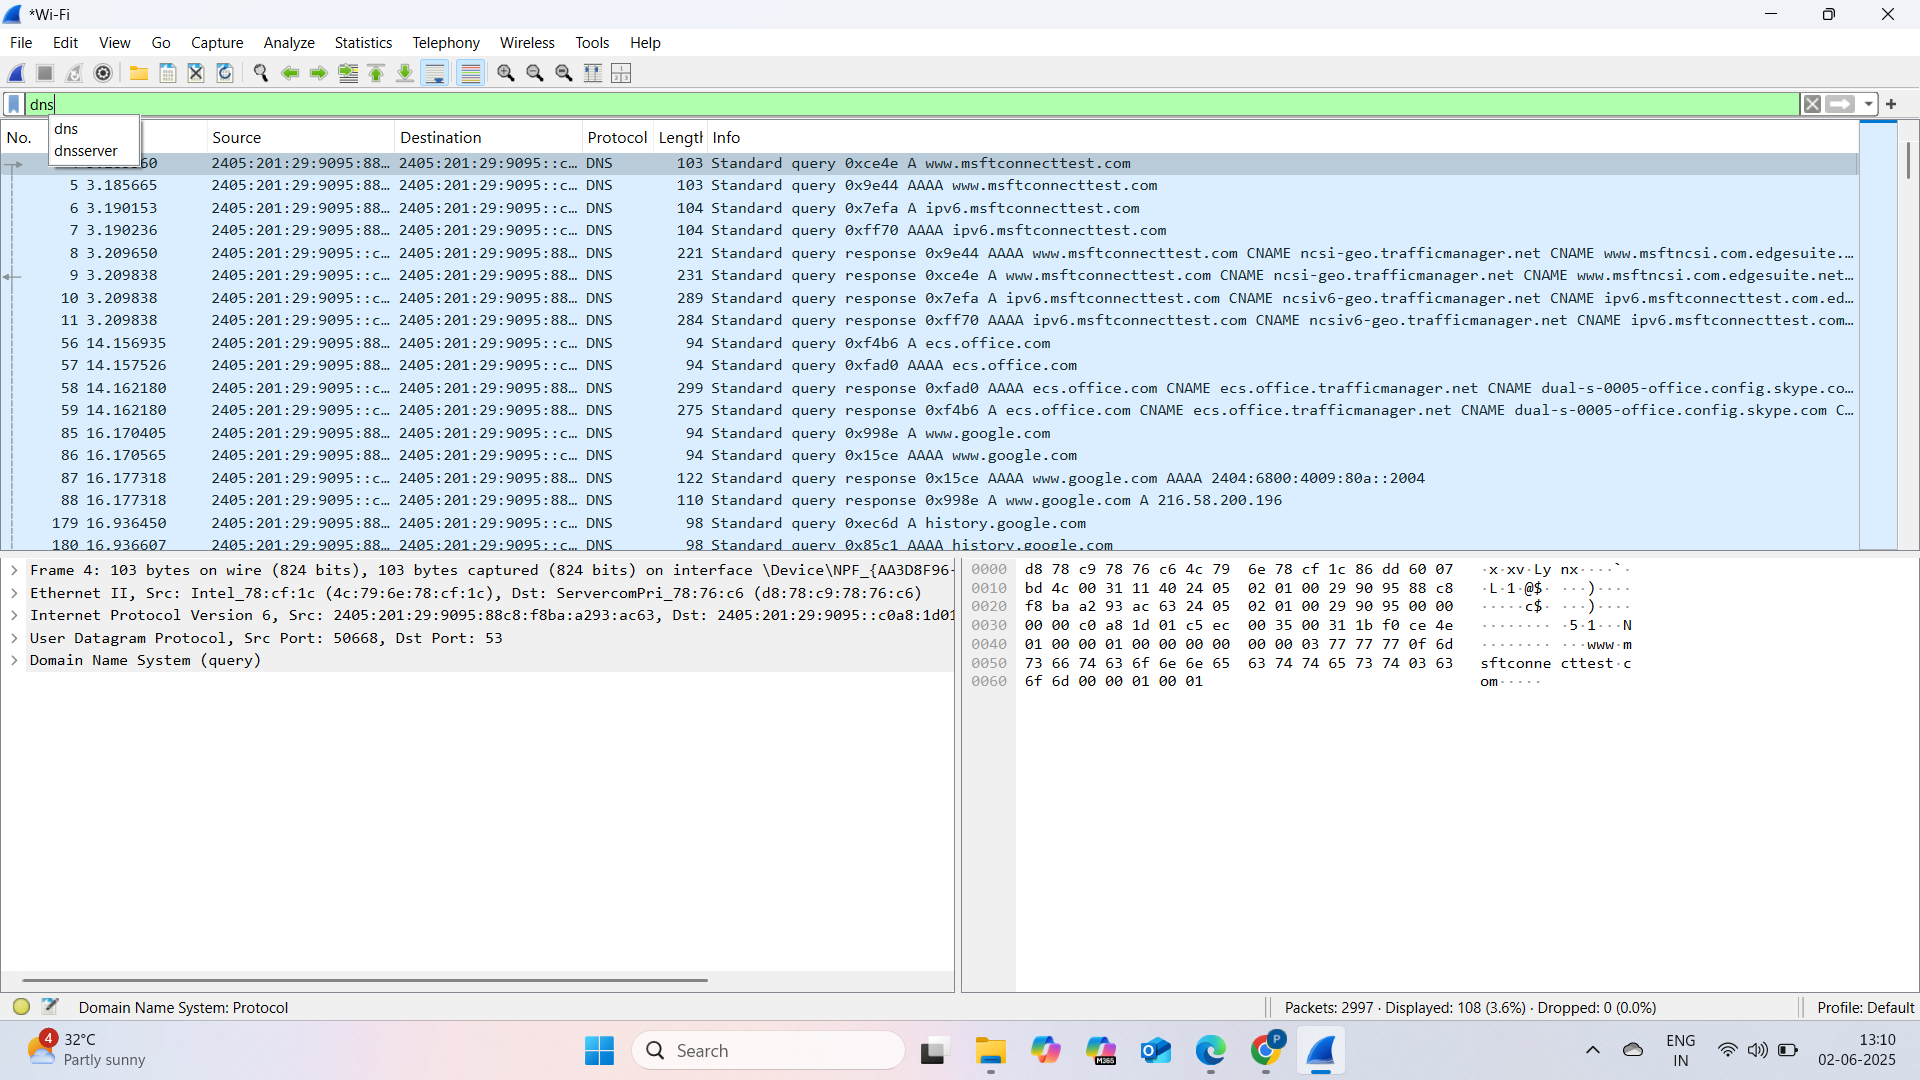 *Wi-Fi
File Edit View Go Capture Analyze Statistics Telephony Wireless Tools Help
dns
dns
dnsserver
No. Source Destination Protocol Length Info
60 2405:201:29:9095:88… 2405:201:29:9095::c… DNS 103 Standard query 0xce4e A www.msftconnecttest.com
5 3.185665 2405:201:29:9095:88… 2405:201:29:9095::c… DNS 103 Standard query 0x9e44 AAAA www.msftconnecttest.com
6 3.190153 2405:201:29:9095:88… 2405:201:29:9095::c… DNS 104 Standard query 0x7efa A ipv6.msftconnecttest.com
7 3.190236 2405:201:29:9095:88… 2405:201:29:9095::c… DNS 104 Standard query 0xff70 AAAA ipv6.msftconnecttest.com
8 3.209650 2405:201:29:9095::c… 2405:201:29:9095:88… DNS 221 Standard query response 0x9e44 AAAA www.msftconnecttest.com CNAME ncsi-geo.trafficmanager.net CNAME www.msftncsi.com.edgesuite.…
9 3.209838 2405:201:29:9095::c… 2405:201:29:9095:88… DNS 231 Standard query response 0xce4e A www.msftconnecttest.com CNAME ncsi-geo.trafficmanager.net CNAME www.msftncsi.com.edgesuite.net…
10 3.209838 2405:201:29:9095::c… 2405:201:29:9095:88… DNS 289 Standard query response 0x7efa A ipv6.msftconnecttest.com CNAME ncsiv6-geo.trafficmanager.net CNAME ipv6.msftconnecttest.com.ed…
11 3.209838 2405:201:29:9095::c… 2405:201:29:9095:88… DNS 284 Standard query response 0xff70 AAAA ipv6.msftconnecttest.com CNAME ncsiv6-geo.trafficmanager.net CNAME ipv6.msftconnecttest.com…
56 14.156935 2405:201:29:9095:88… 2405:201:29:9095::c… DNS 94 Standard query 0xf4b6 A ecs.office.com
57 14.157526 2405:201:29:9095:88… 2405:201:29:9095::c… DNS 94 Standard query 0xfad0 AAAA ecs.office.com
58 14.162180 2405:201:29:9095::c… 2405:201:29:9095:88… DNS 299 Standard query response 0xfad0 AAAA ecs.office.com CNAME ecs.office.trafficmanager.net CNAME dual-s-0005-office.config.skype.co…
59 14.162180 2405:201:29:9095::c… 2405:201:29:9095:88… DNS 275 Standard query response 0xf4b6 A ecs.office.com CNAME ecs.office.trafficmanager.net CNAME dual-s-0005-office.config.skype.com C…
85 16.170405 2405:201:29:9095:88… 2405:201:29:9095::c… DNS 94 Standard query 0x998e A www.google.com
86 16.170565 2405:201:29:9095:88… 2405:201:29:9095::c… DNS 94 Standard query 0x15ce AAAA www.google.com
87 16.177318 2405:201:29:9095::c… 2405:201:29:9095:88… DNS 122 Standard query response 0x15ce AAAA www.google.com AAAA 2404:6800:4009:80a::2004
88 16.177318 2405:201:29:9095::c… 2405:201:29:9095:88… DNS 110 Standard query response 0x998e A www.google.com A 216.58.200.196
179 16.936450 2405:201:29:9095:88… 2405:201:29:9095::c… DNS 98 Standard query 0xec6d A history.google.com
180 16.936607 2405:201:29:9095:88… 2405:201:29:9095::c… DNS 98 Standard query 0x85c1 AAAA history.google.com
Frame 4: 103 bytes on wire (824 bits), 103 bytes captured (824 bits) on interface \Device\NPF_{AA3D8F96-
Ethernet II, Src: Intel_78:cf:1c (4c:79:6e:78:cf:1c), Dst: ServercomPri_78:76:c6 (d8:78:c9:78:76:c6)
Internet Protocol Version 6, Src: 2405:201:29:9095:88c8:f8ba:a293:ac63, Dst: 2405:201:29:9095::c0a8:1d01
User Datagram Protocol, Src Port: 50668, Dst Port: 53
Domain Name System (query)
0000 d8 78 c9 78 76 c6 4c 79 6e 78 cf 1c 86 dd 60 07 ·x·xv·Ly nx····`·
0010 bd 4c 00 31 11 40 24 05 02 01 00 29 90 95 88 c8 ·L·1·@$· ···)····
0020 f8 ba a2 93 ac 63 24 05 02 01 00 29 90 95 00 00 ·····c$· ···)····
0030 00 00 c0 a8 1d 01 c5 ec 00 35 00 31 1b f0 ce 4e ········ ·5·1···N
0040 01 00 00 01 00 00 00 00 00 00 03 77 77 77 0f 6d ········ ···www·m
0050 73 66 74 63 6f 6e 6e 65 63 74 74 65 73 74 03 63 sftconne cttest·c
0060 6f 6d 00 00 01 00 01 om·····
Domain Name System: Protocol Packets: 2997 · Displayed: 108 (3.6%) · Dropped: 0 (0.0%) Profile: Default
4
32°C
Partly sunny
Search
M365
P
ENG
IN
13:10
02-06-2025